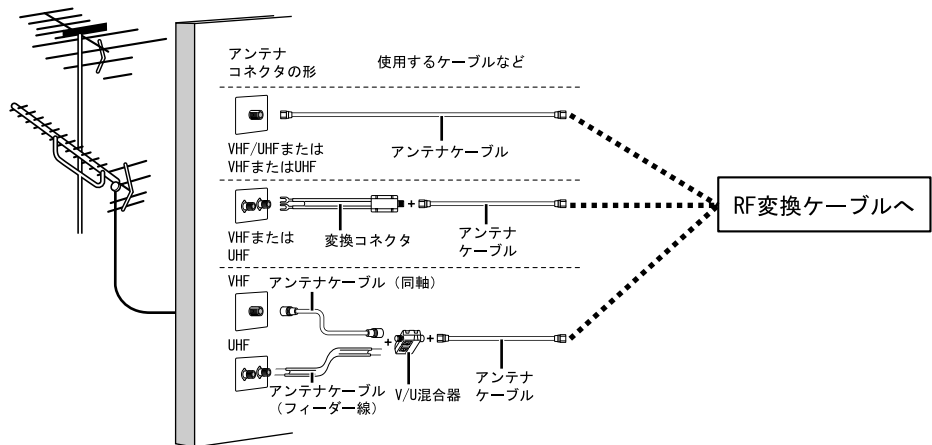 アンテナ
コネクタの形
使用するケーブルなど
VHF/UHFまたは
VHFまたはUHF
アンテナケーブル
VHFまたは
UHF
変換コネクタ
+
アンテナ
ケーブル
RF変換ケーブルへ
VHF
アンテナケーブル（同軸）
UHF
アンテナケーブル
（フィーダー線）
+
V/U混合器
+
アンテナ
ケーブル